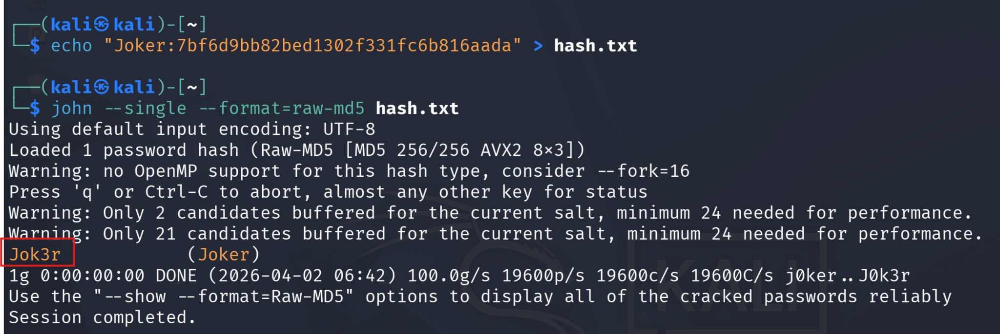 Home
┌──(kali㉿kali)-[~]
File System
└─$ echo "Joker:7bf6d9bb82bed1302f331fc6b816aada" > hash.txt
┌──(kali㉿kali)-[~]
└─$ john --single --format=raw-md5 hash.txt
Using default input encoding: UTF-8
Loaded 1 password hash (Raw-MD5 [MD5 256/256 AVX2 8×3])
Warning: no OpenMP support for this hash type, consider --fork=16
Press 'q' or Ctrl-C to abort, almost any other key for status
Warning: Only 2 candidates buffered for the current salt, minimum 24 needed for performance.
Warning: Only 21 candidates buffered for the current salt, minimum 24 needed for performance.
Jok3r            (Joker)
1g 0:00:00:00 DONE (2026-04-02 06:42) 100.0g/s 19600p/s 19600c/s 19600C/s j0ker..J0k3r
Use the "--show --format=Raw-MD5" options to display all of the cracked passwords reliably
Session completed.
KALI